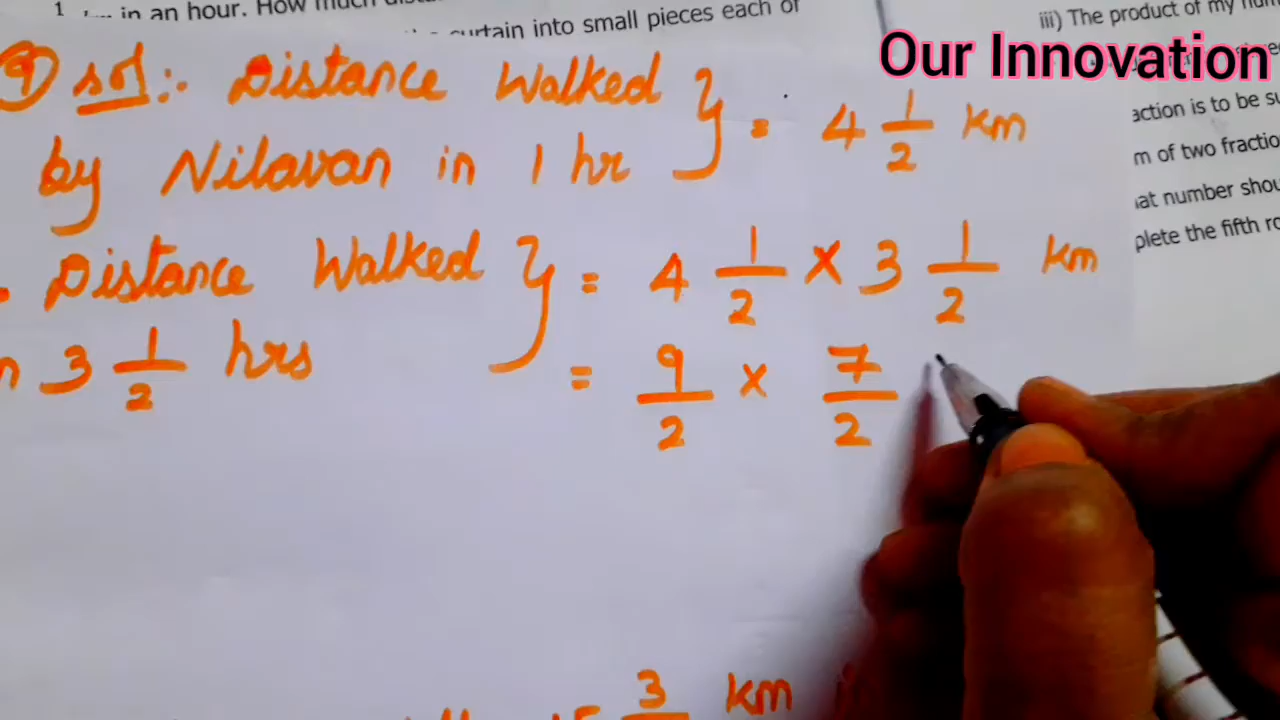 in an hour. How much
curtain into small pieces each of
iii) The product of my
Our Innovation
9 Sol:. Distance Walked by Nilavan in 1 hr } = 4 1/2 km
Distance Walked in 3 1/2 hrs } = 4 1/2 × 3 1/2 km
= 9/2 × 7/2
action is to be
m of two fractio
at number shou
plete the fifth
3 km